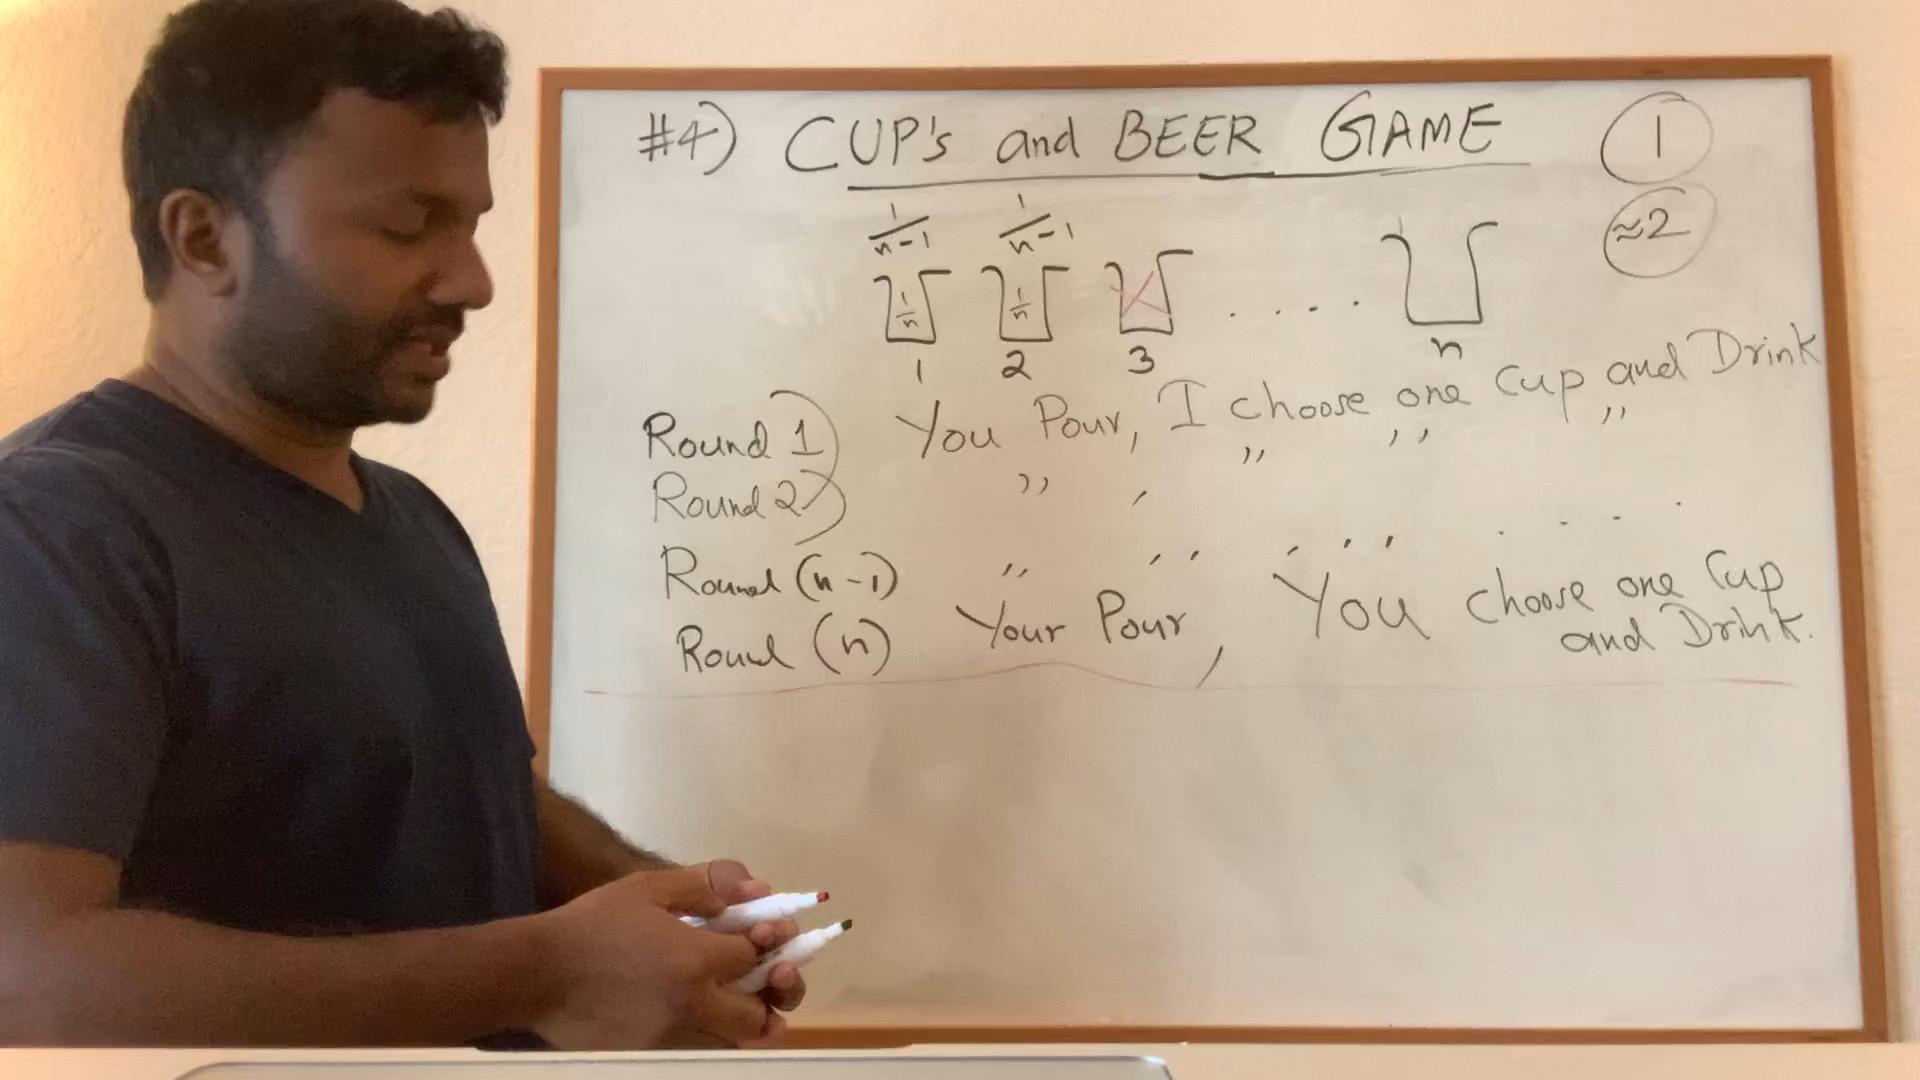 #4) CUP's and BEER GAME 1
≈2
1/n-1 1/n-1
1/n 1/n X . . . .
1 2 3 n
Round 1 You Pour, I choose one Cup and Drink
Round 2 ,, , ,, ,, ,,
Round (n-1) ,, , , , , , . . . .
Round (n) Your Pour, You choose one Cup
and Drink.